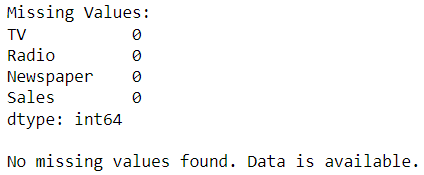 Missing Values:
TV           0
Radio        0
Newspaper    0
Sales        0
dtype: int64

No missing values found. Data is available.